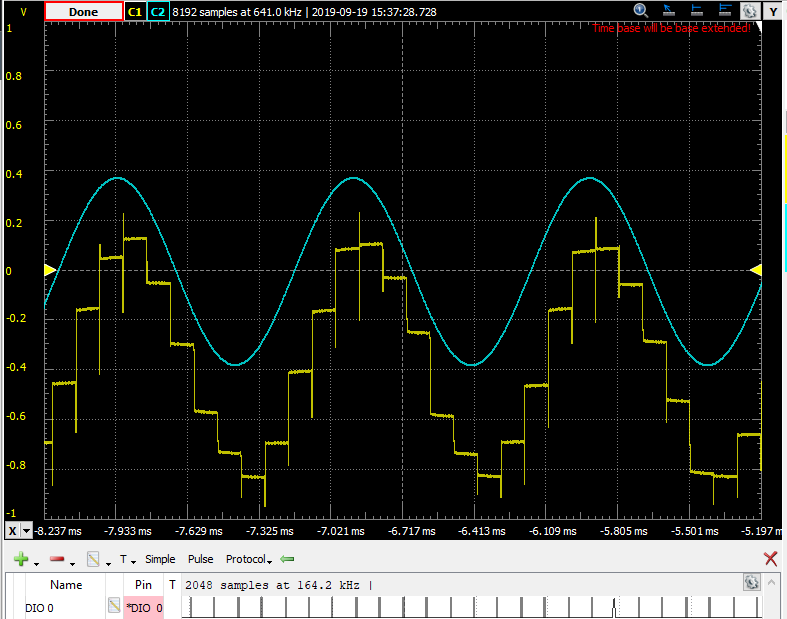 V Done C1 C2 8192 samples at 641.0 kHz | 2019-09-19 15:37:28.728 Y
Time base will be base extended!
1
0.8
0.6
0.4
0.2
0
-0.2
-0.4
-0.6
-0.8
-1
X -8.237 ms -7.933 ms -7.629 ms -7.325 ms -7.021 ms -6.717 ms -6.413 ms -6.109 ms -5.805 ms -5.501 ms -5.197 m
T Simple Pulse Protocol
Name Pin T 2048 samples at 164.2 kHz |
DIO 0 *DIO 0